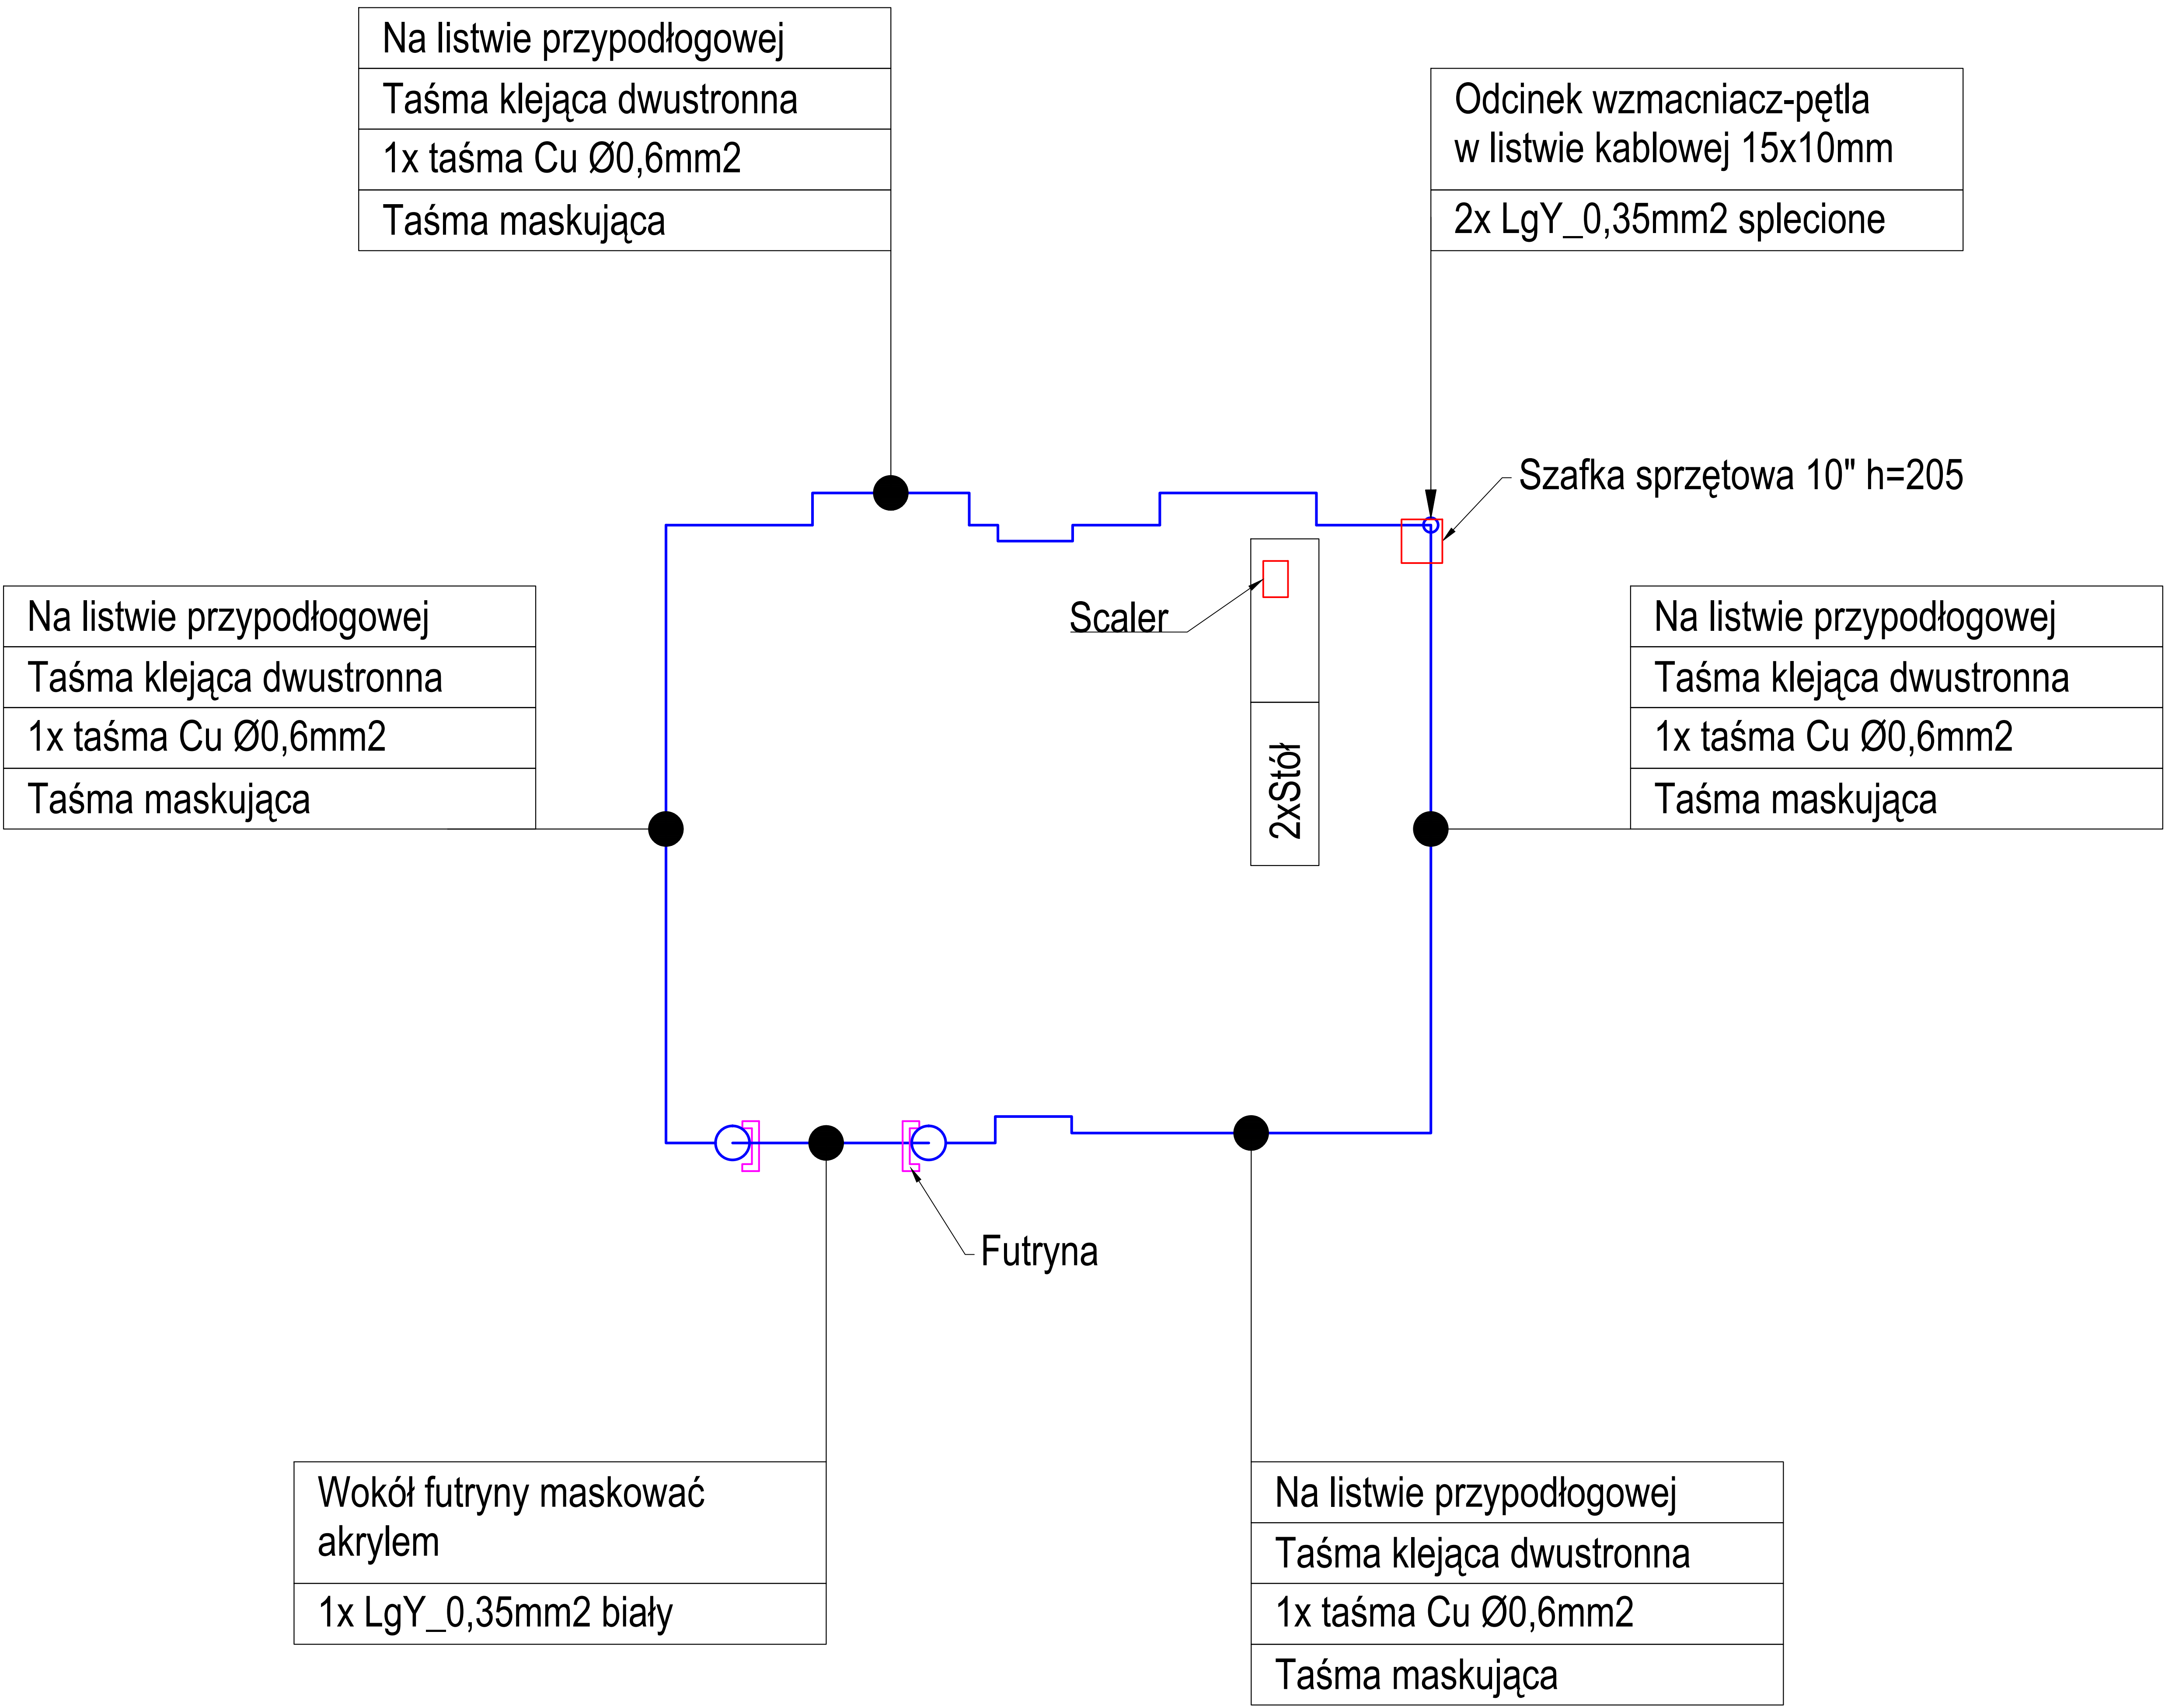 Na listwie przypodłogowej
Taśma klejąca dwustronna
1x taśma Cu Ø0,6mm2
Taśma maskująca
Odcinek wzmacniacz-pętla
w listwie kablowej 15x10mm
2x LgY_0,35mm2 splecione
Szafka sprzętowa 10" h=205
Scaler
2xStół
Na listwie przypodłogowej
Taśma klejąca dwustronna
1x taśma Cu Ø0,6mm2
Taśma maskująca
Na listwie przypodłogowej
Taśma klejąca dwustronna
1x taśma Cu Ø0,6mm2
Taśma maskująca
Futryna
Wokół futryny maskować
akrylem
1x LgY_0,35mm2 biały
Na listwie przypodłogowej
Taśma klejąca dwustronna
1x taśma Cu Ø0,6mm2
Taśma maskująca